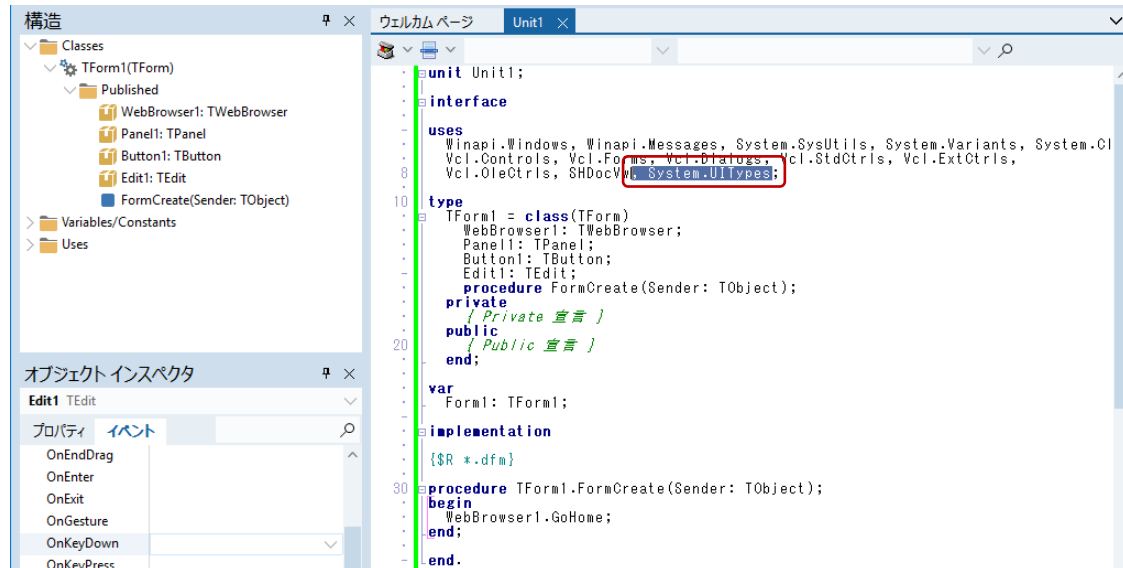 構造
Classes
TForm1(TForm)
Published
WebBrowser1: TWebBrowser
Panel1: TPanel
Button1: TButton
Edit1: TEdit
FormCreate(Sender: TObject)
Variables/Constants
Uses
オブジェクト インスペクタ
Edit1 TEdit
プロパティ イベント
OnEndDrag
OnEnter
OnExit
OnGesture
OnKeyDown
OnKeyPress
ウェルカム ページ Unit1
unit Unit1;
interface
uses
Winapi.Windows, Winapi.Messages, System.SysUtils, System.Variants, System.Cl
Vcl.Controls, Vcl.Forms, Vcl.Dialogs, Vcl.StdCtrls, Vcl.ExtCtrls,
8 Vcl.OleCtrls, SHDocVw, System.UITypes;
10 type
TForm1 = class(TForm)
WebBrowser1: TWebBrowser;
Panel1: TPanel;
Button1: TButton;
Edit1: TEdit;
procedure FormCreate(Sender: TObject);
private
{ Private 宣言 }
public
20 { Public 宣言 }
end;
var
Form1: TForm1;
implementation
{$R *.dfm}
30 procedure TForm1.FormCreate(Sender: TObject);
begin
WebBrowser1.GoHome;
end;
end.